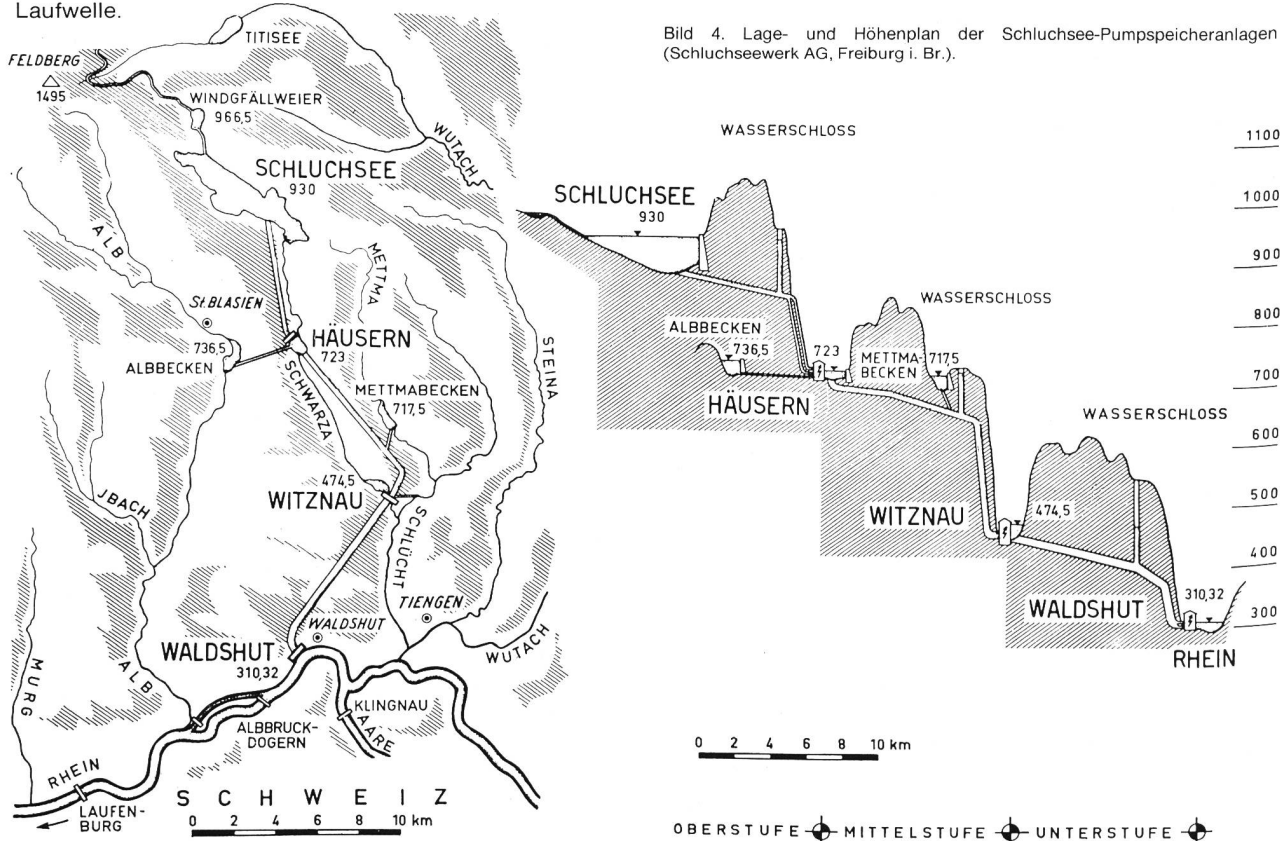 Laufwelle.
Bild 4. Lage- und Höhenplan der Schluchsee-Pumpspeicheranlagen
(Schluchseewerk AG, Freiburg i. Br.).
TITISEE
FELDBERG
1495
WINDGFÄLLWEIER
966,5
WUTACH
SCHLUCHSEE
930
ALB
METTMA
St.BLASIEN
HÄUSERN
723
736,5
ALBBECKEN
SCHWARZA
METTMABECKEN
717,5
STEINA
474,5
WITZNAU
JBACH
SCHLÜCHT
TIENGEN
WALDSHUT
WALDSHUT
310,32
WUTACH
MURG
ALB
KLINGNAU
ALBBRUCK-
DOGERN
AARE
RHEIN
LAUFEN-
BURG
SCHWEIZ
0 2 4 6 8 10 km
WASSERSCHLOSS
1100
SCHLUCHSEE
930
1000
900
WASSERSCHLOSS
800
ALBBECKEN
736,5
723
METTMA-
BECKEN
717,5
700
HÄUSERN
WASSERSCHLOSS
600
WITZNAU
500
474,5
400
WALDSHUT
310,32
300
RHEIN
0 2 4 6 8 10 km
OBERSTUFE MITTELSTUFE UNTERSTUFE